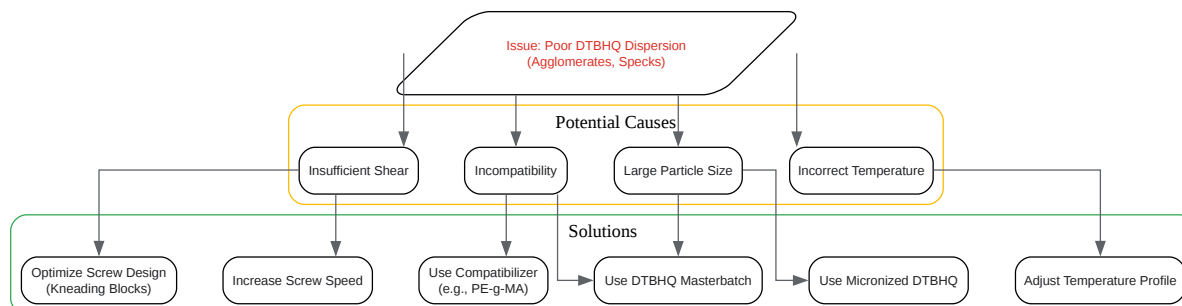 Issue: Poor DTBHQ Dispersion
(Agglomerates, Specks)
Potential Causes
Insufficient Shear
Incompatibility
Large Particle Size
Incorrect Temperature
Solutions
Optimize Screw Design
(Kneading Blocks)
Increase Screw Speed
Use Compatibilizer
(e.g., PE-g-MA)
Use DTBHQ Masterbatch
Use Micronized DTBHQ
Adjust Temperature Profile